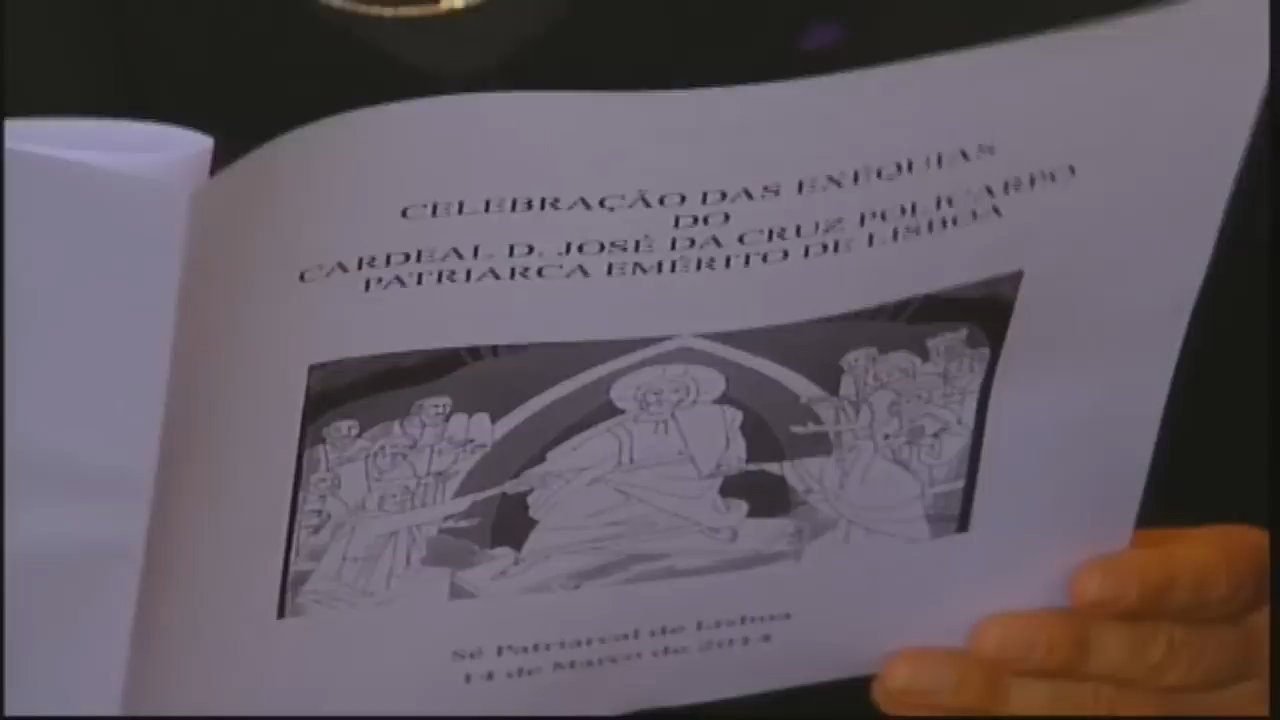 CELEBRAÇÃO DAS EXÉQUIAS
DO
CARDEAL D. JOSÉ DA CRUZ POLICARPO
PATRIARCA EMÉRITO DE LISBOA
Sé Patriarcal de Lisboa
14 de Março de 2014